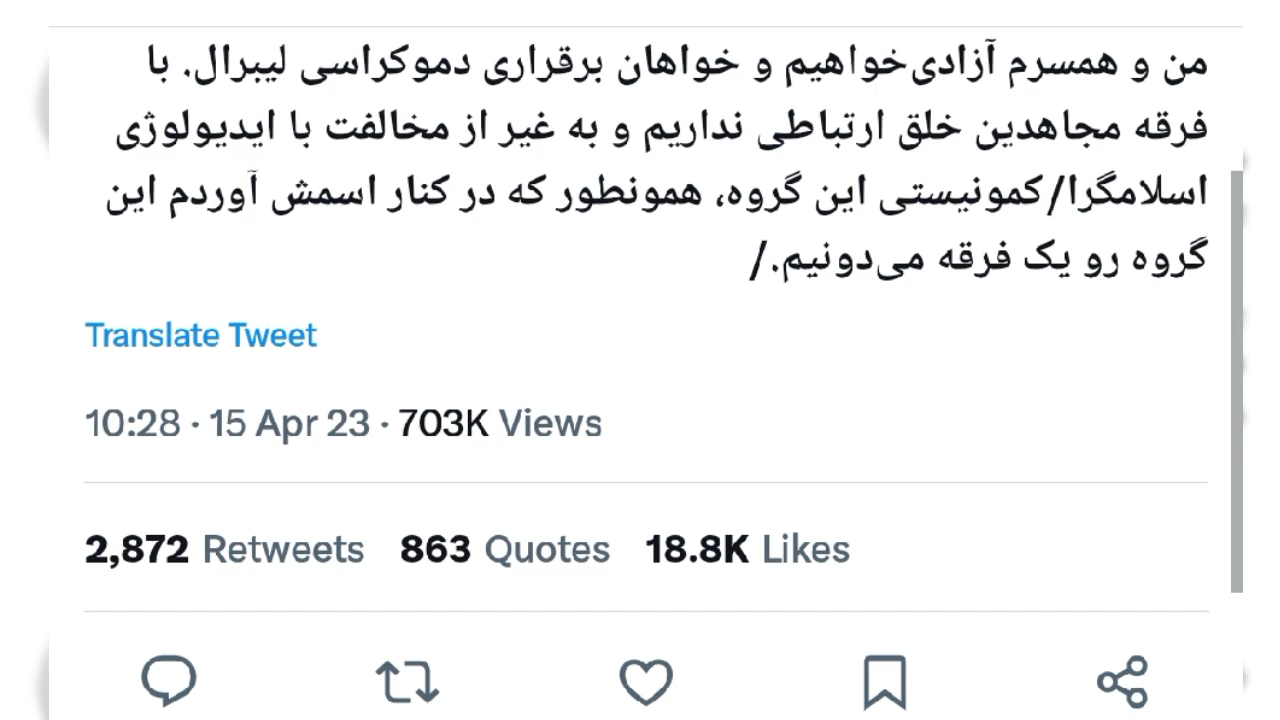 من و همسرم آزادی‌خواهیم و خواهان برقراری دموکراسی لیبرال. با
فرقه مجاهدین خلق ارتباطی نداریم و به غیر از مخالفت با ایدیولوژی
اسلامگرا/کمونیستی این گروه، همونطور که در کنار اسمش آوردم این
گروه رو یک فرقه می‌دونیم./
Translate Tweet
10:28 · 15 Apr 23 · 703K Views
2,872 Retweets 863 Quotes 18.8K Likes